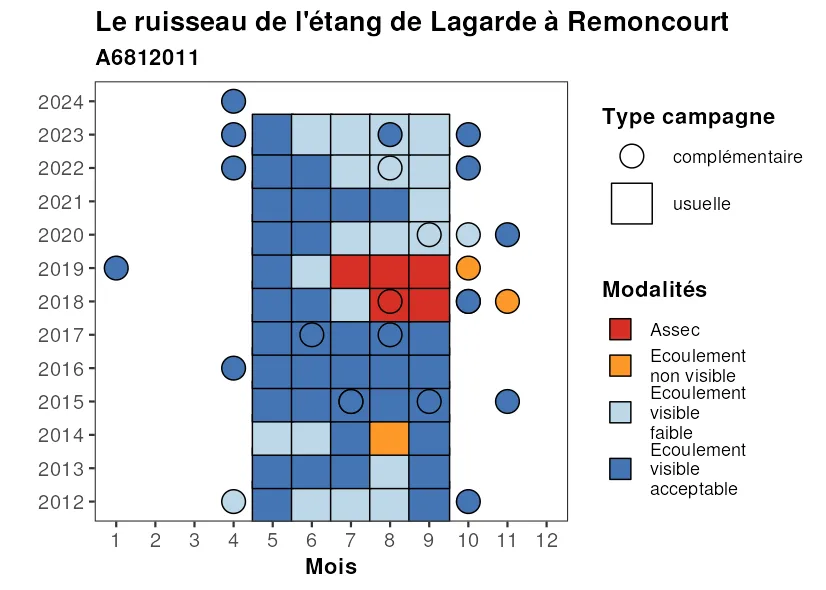 Le ruisseau de l'étang de Lagarde à Remoncourt
A6812011
2024
2023
2022
2021
2020
2019
2018
2017
2016
2015
2014
2013
2012
1 2 3 4 5 6 7 8 9 10 11 12
Mois
Type campagne
complémentaire
usuelle
Modalités
Assec
Ecoulement
non visible
Ecoulement
visible
faible
Ecoulement
visible
acceptable